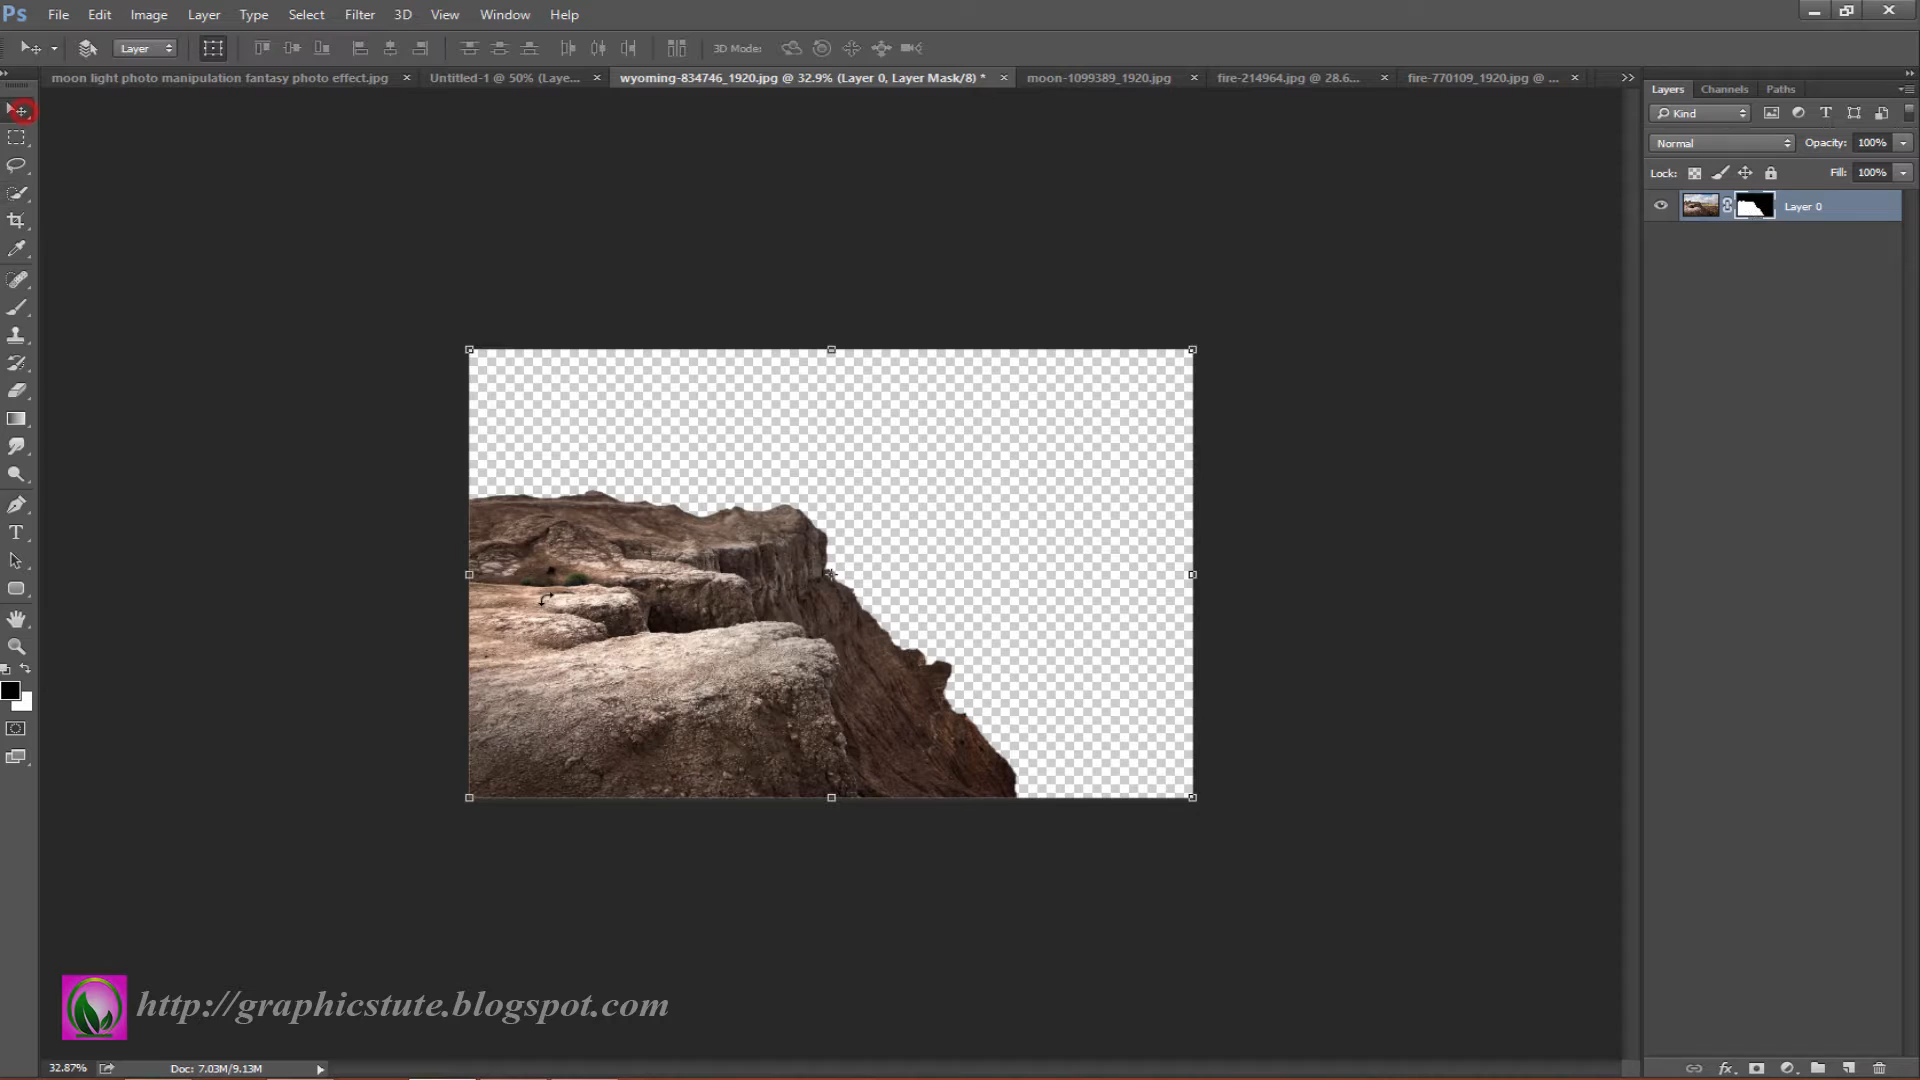 Ps File Edit Image Layer Type Select Filter 3D View Window Help
Layer 3D Mode:
moon light photo manipulation fantasy photo effect.jpg × Untitled-1 @ 50% (Laye... × wyoming-834746_1920.jpg @ 32.9% (Layer 0, Layer Mask/8) * × moon-1099389_1920.jpg × fire-214964.jpg @ 28.6... × fire-770109_1920.jpg @ ... ×
Layers Channels Paths
Kind
Normal Opacity: 100%
Lock: Fill: 100%
Layer 0
http://graphicstute.blogspot.com
32.87% Doc: 7.03M/9.13M